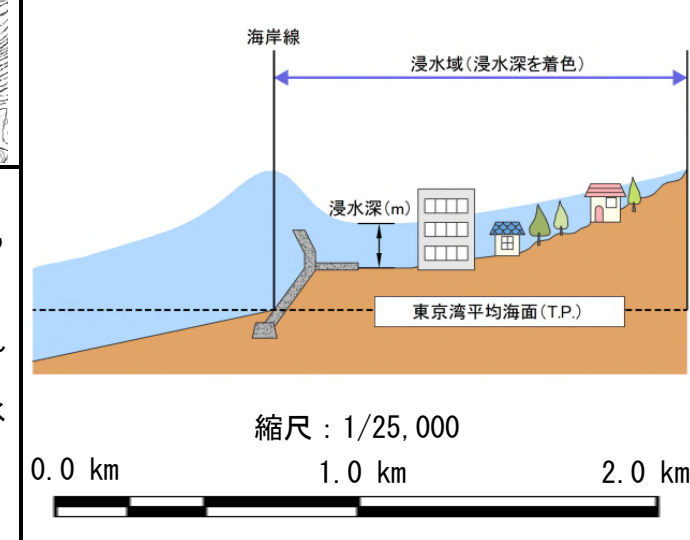 海岸線
浸水域(浸水深を着色)
浸水深(m)
東京湾平均海面(T.P.)
縮尺:1/25,000
0.0 km 1.0 km 2.0 km